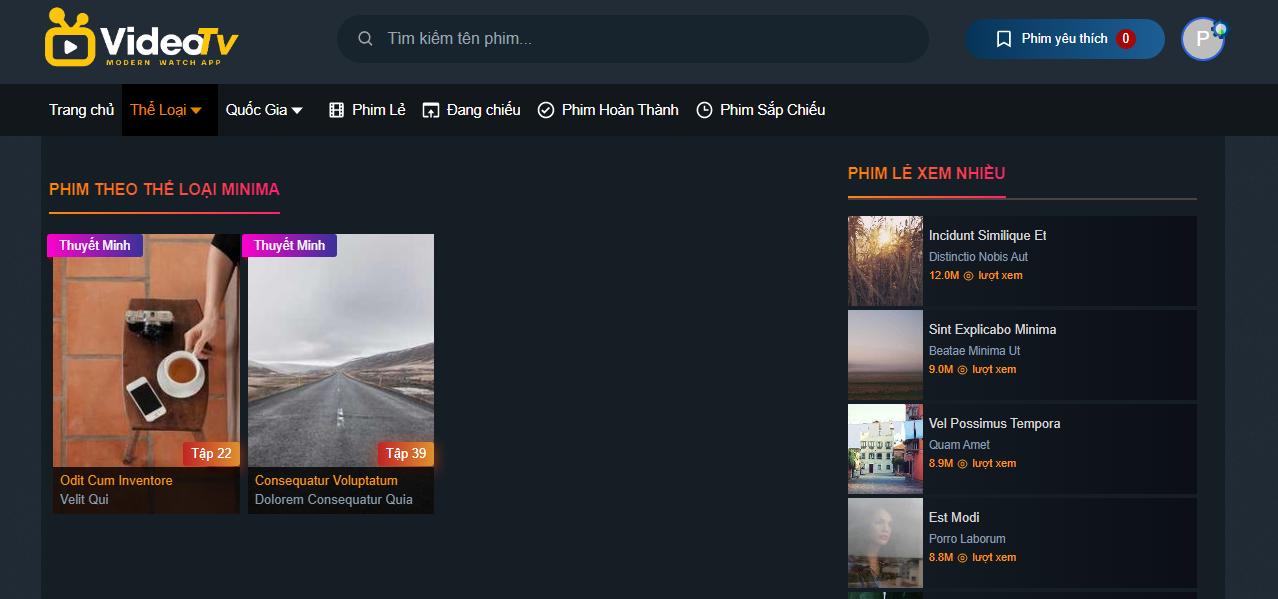 VideoTv
MODERN WATCH APP
Tìm kiếm tên phim...
Phim yêu thích 0
P
Trang chủ Thể Loại Quốc Gia Phim Lẻ Đang chiếu Phim Hoàn Thành Phim Sắp Chiếu
PHIM THEO THỂ LOẠI MINIMA
Thuyết Minh
Tập 22
Odit Cum Inventore
Velit Qui
Thuyết Minh
Tập 39
Consequatur Voluptatum
Dolorem Consequatur Quia
PHIM LẺ XEM NHIỀU
Incidunt Similique Et
Distinctio Nobis Aut
12.0M lượt xem
Sint Explicabo Minima
Beatae Minima Ut
9.0M lượt xem
Vel Possimus Tempora
Quam Amet
8.9M lượt xem
Est Modi
Porro Laborum
8.8M lượt xem